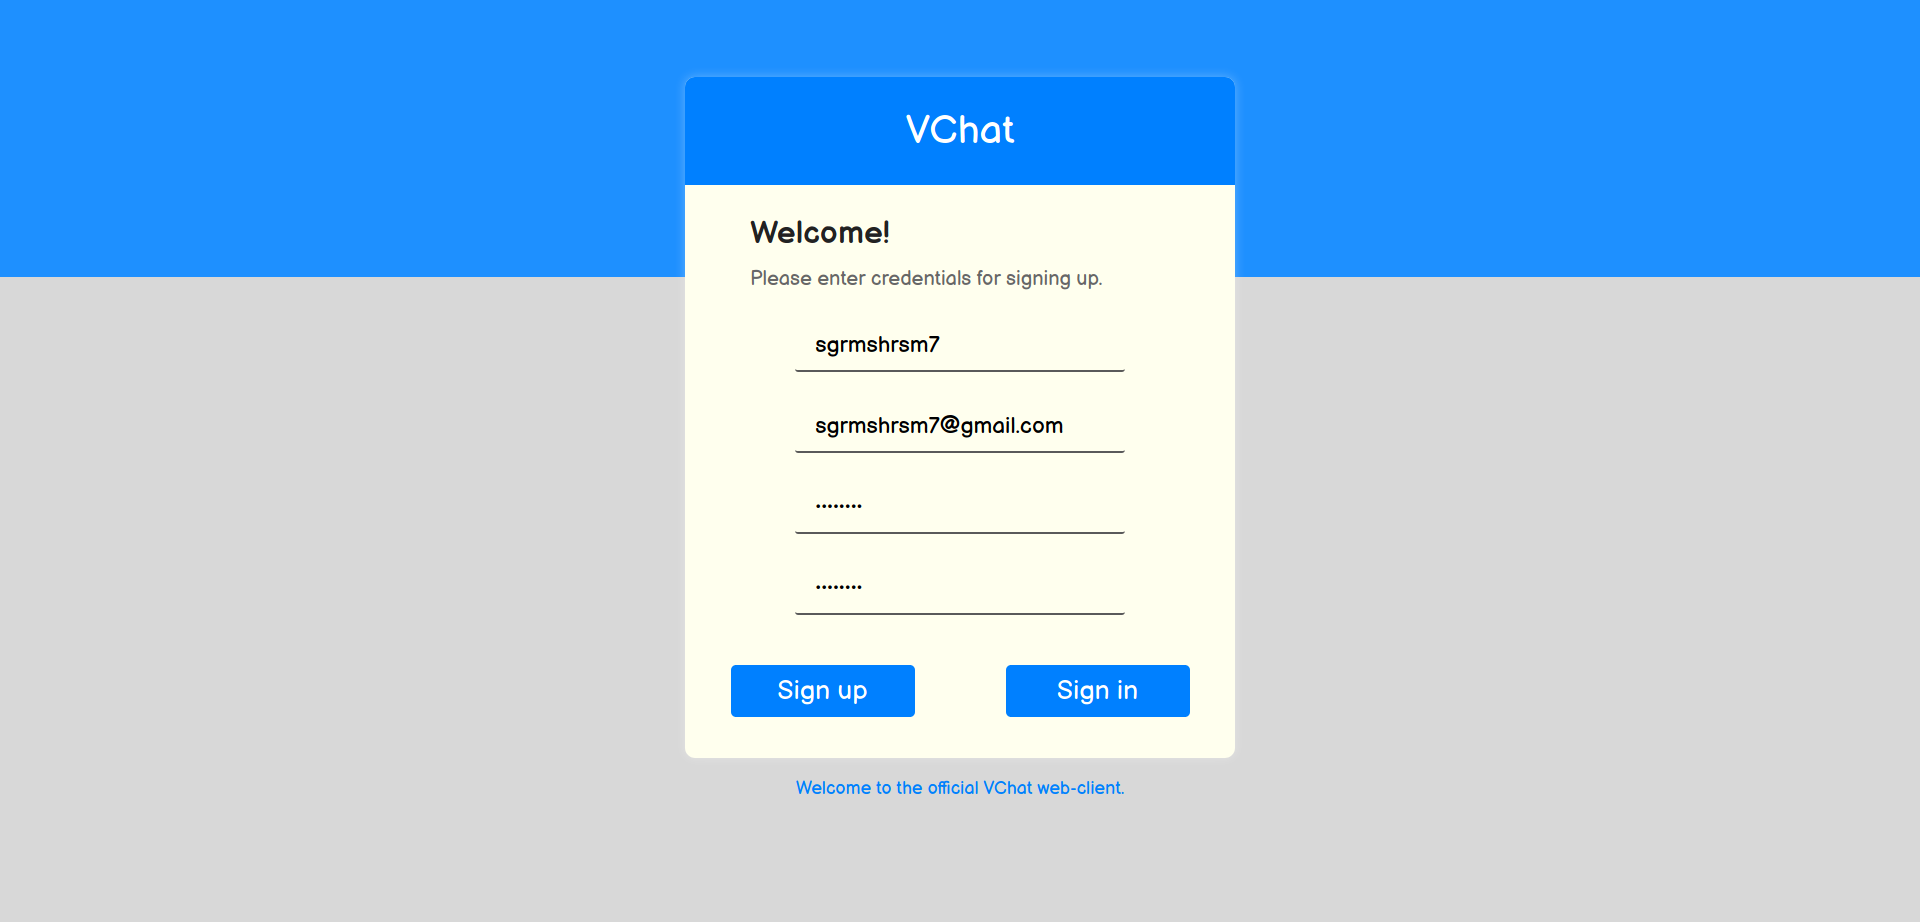 VChat
Welcome!
Please enter credentials for signing up.
sgrmshrsm7
sgrmshrsm7@gmail.com
........
........
Sign up
Sign in
Welcome to the official VChat web-client.